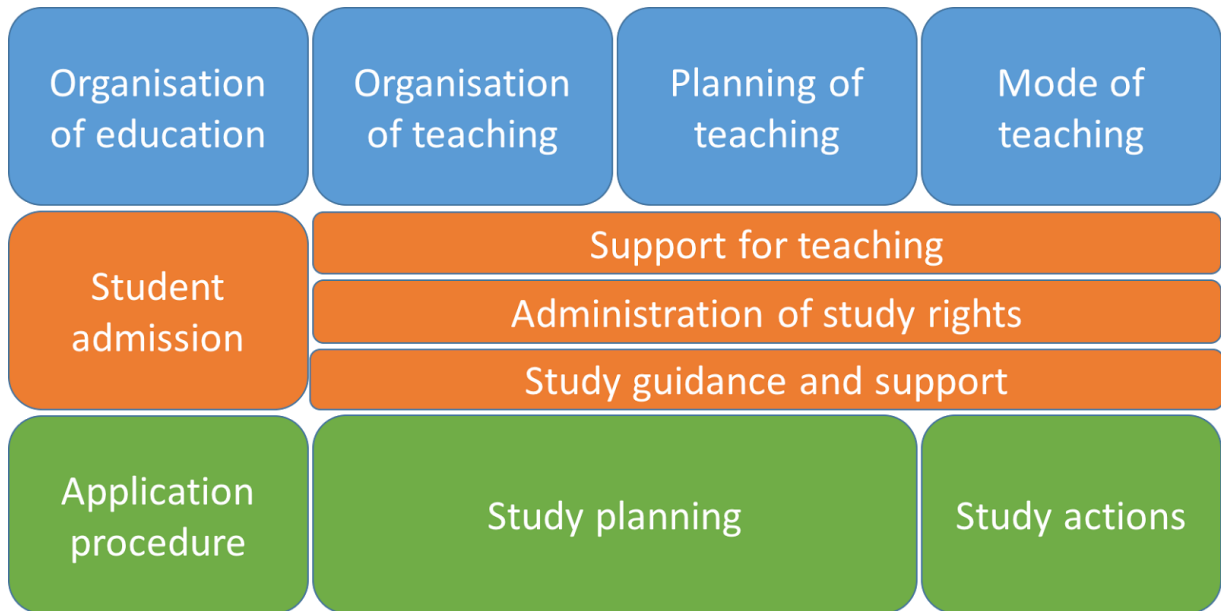 Organisation
of education
Organisation
of teaching
Planning of
teaching
Mode of
teaching
Student
admission
Support for teaching
Administration of study rights
Study guidance and support
Application
procedure
Study planning
Study actions